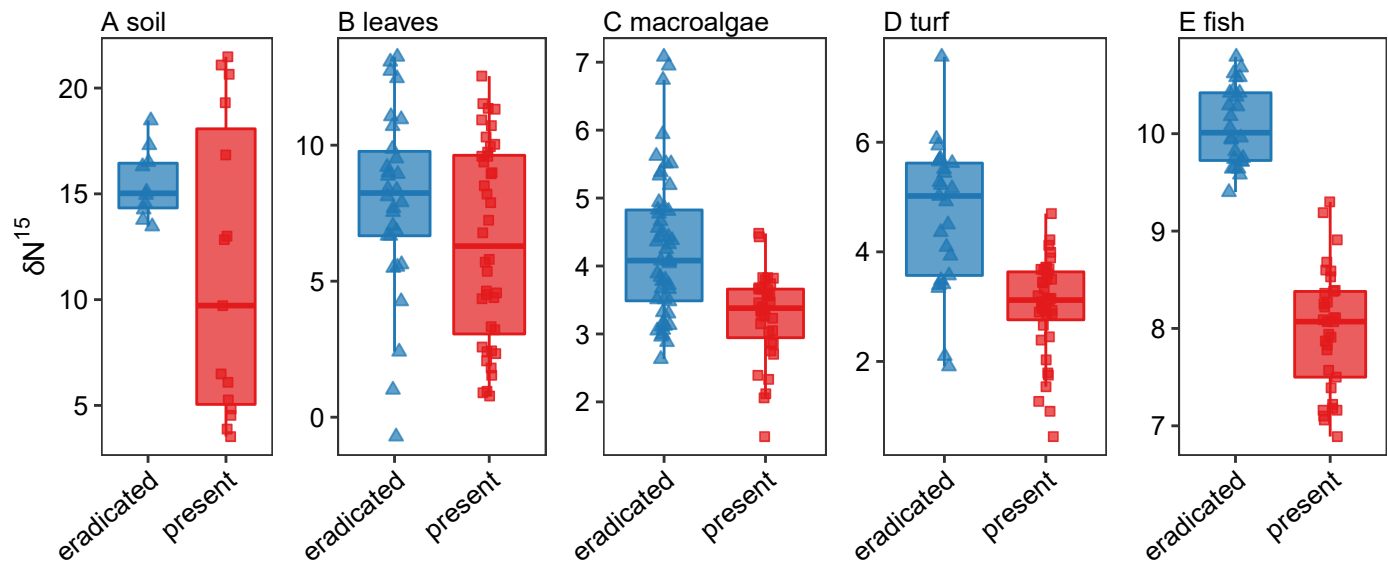 A soil
B leaves
C macroalgae
D turf
E fish
δN15
20
15
10
5
10
5
0
7
6
5
4
3
2
6
4
2
10
9
8
7
eradicated
present
eradicated
present
eradicated
present
eradicated
present
eradicated
present